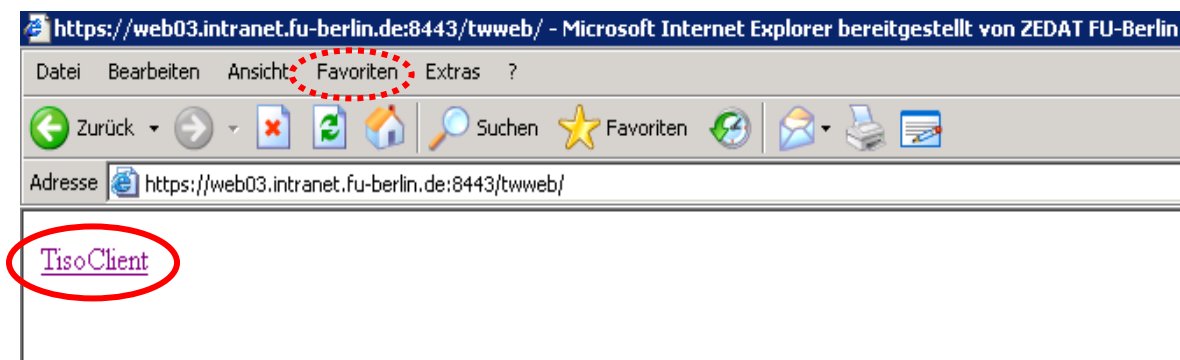 https://web03.intranet.fu-berlin.de:8443/twweb/ - Microsoft Internet Explorer bereitgestellt von ZEDAT FU-Berlin
Datei Bearbeiten Ansicht Favoriten Extras ?
Zurück Suchen Favoriten
Adresse https://web03.intranet.fu-berlin.de:8443/twweb/
TisoClient